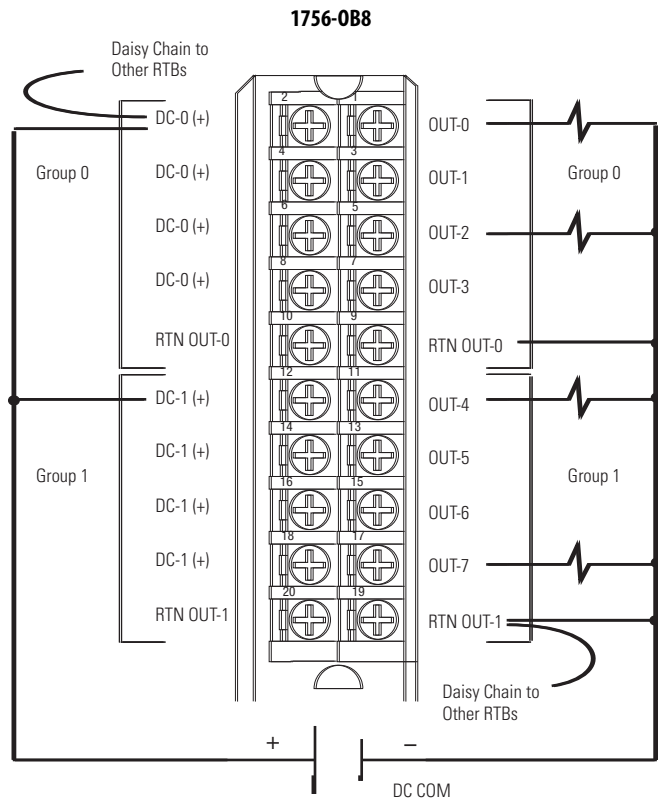 1756-OB8
Daisy Chain to
Other RTBs
DC-0 (+)
2
1
OUT-0
Group 0
DC-0 (+)
4
3
OUT-1
Group 0
DC-0 (+)
6
5
OUT-2
DC-0 (+)
8
7
OUT-3
RTN OUT-0
10
9
RTN OUT-0
DC-1 (+)
12
11
OUT-4
DC-1 (+)
14
13
OUT-5
Group 1
Group 1
DC-1 (+)
16
15
OUT-6
DC-1 (+)
18
17
OUT-7
RTN OUT-1
20
19
RTN OUT-1
Daisy Chain to
Other RTBs
+
–
DC COM